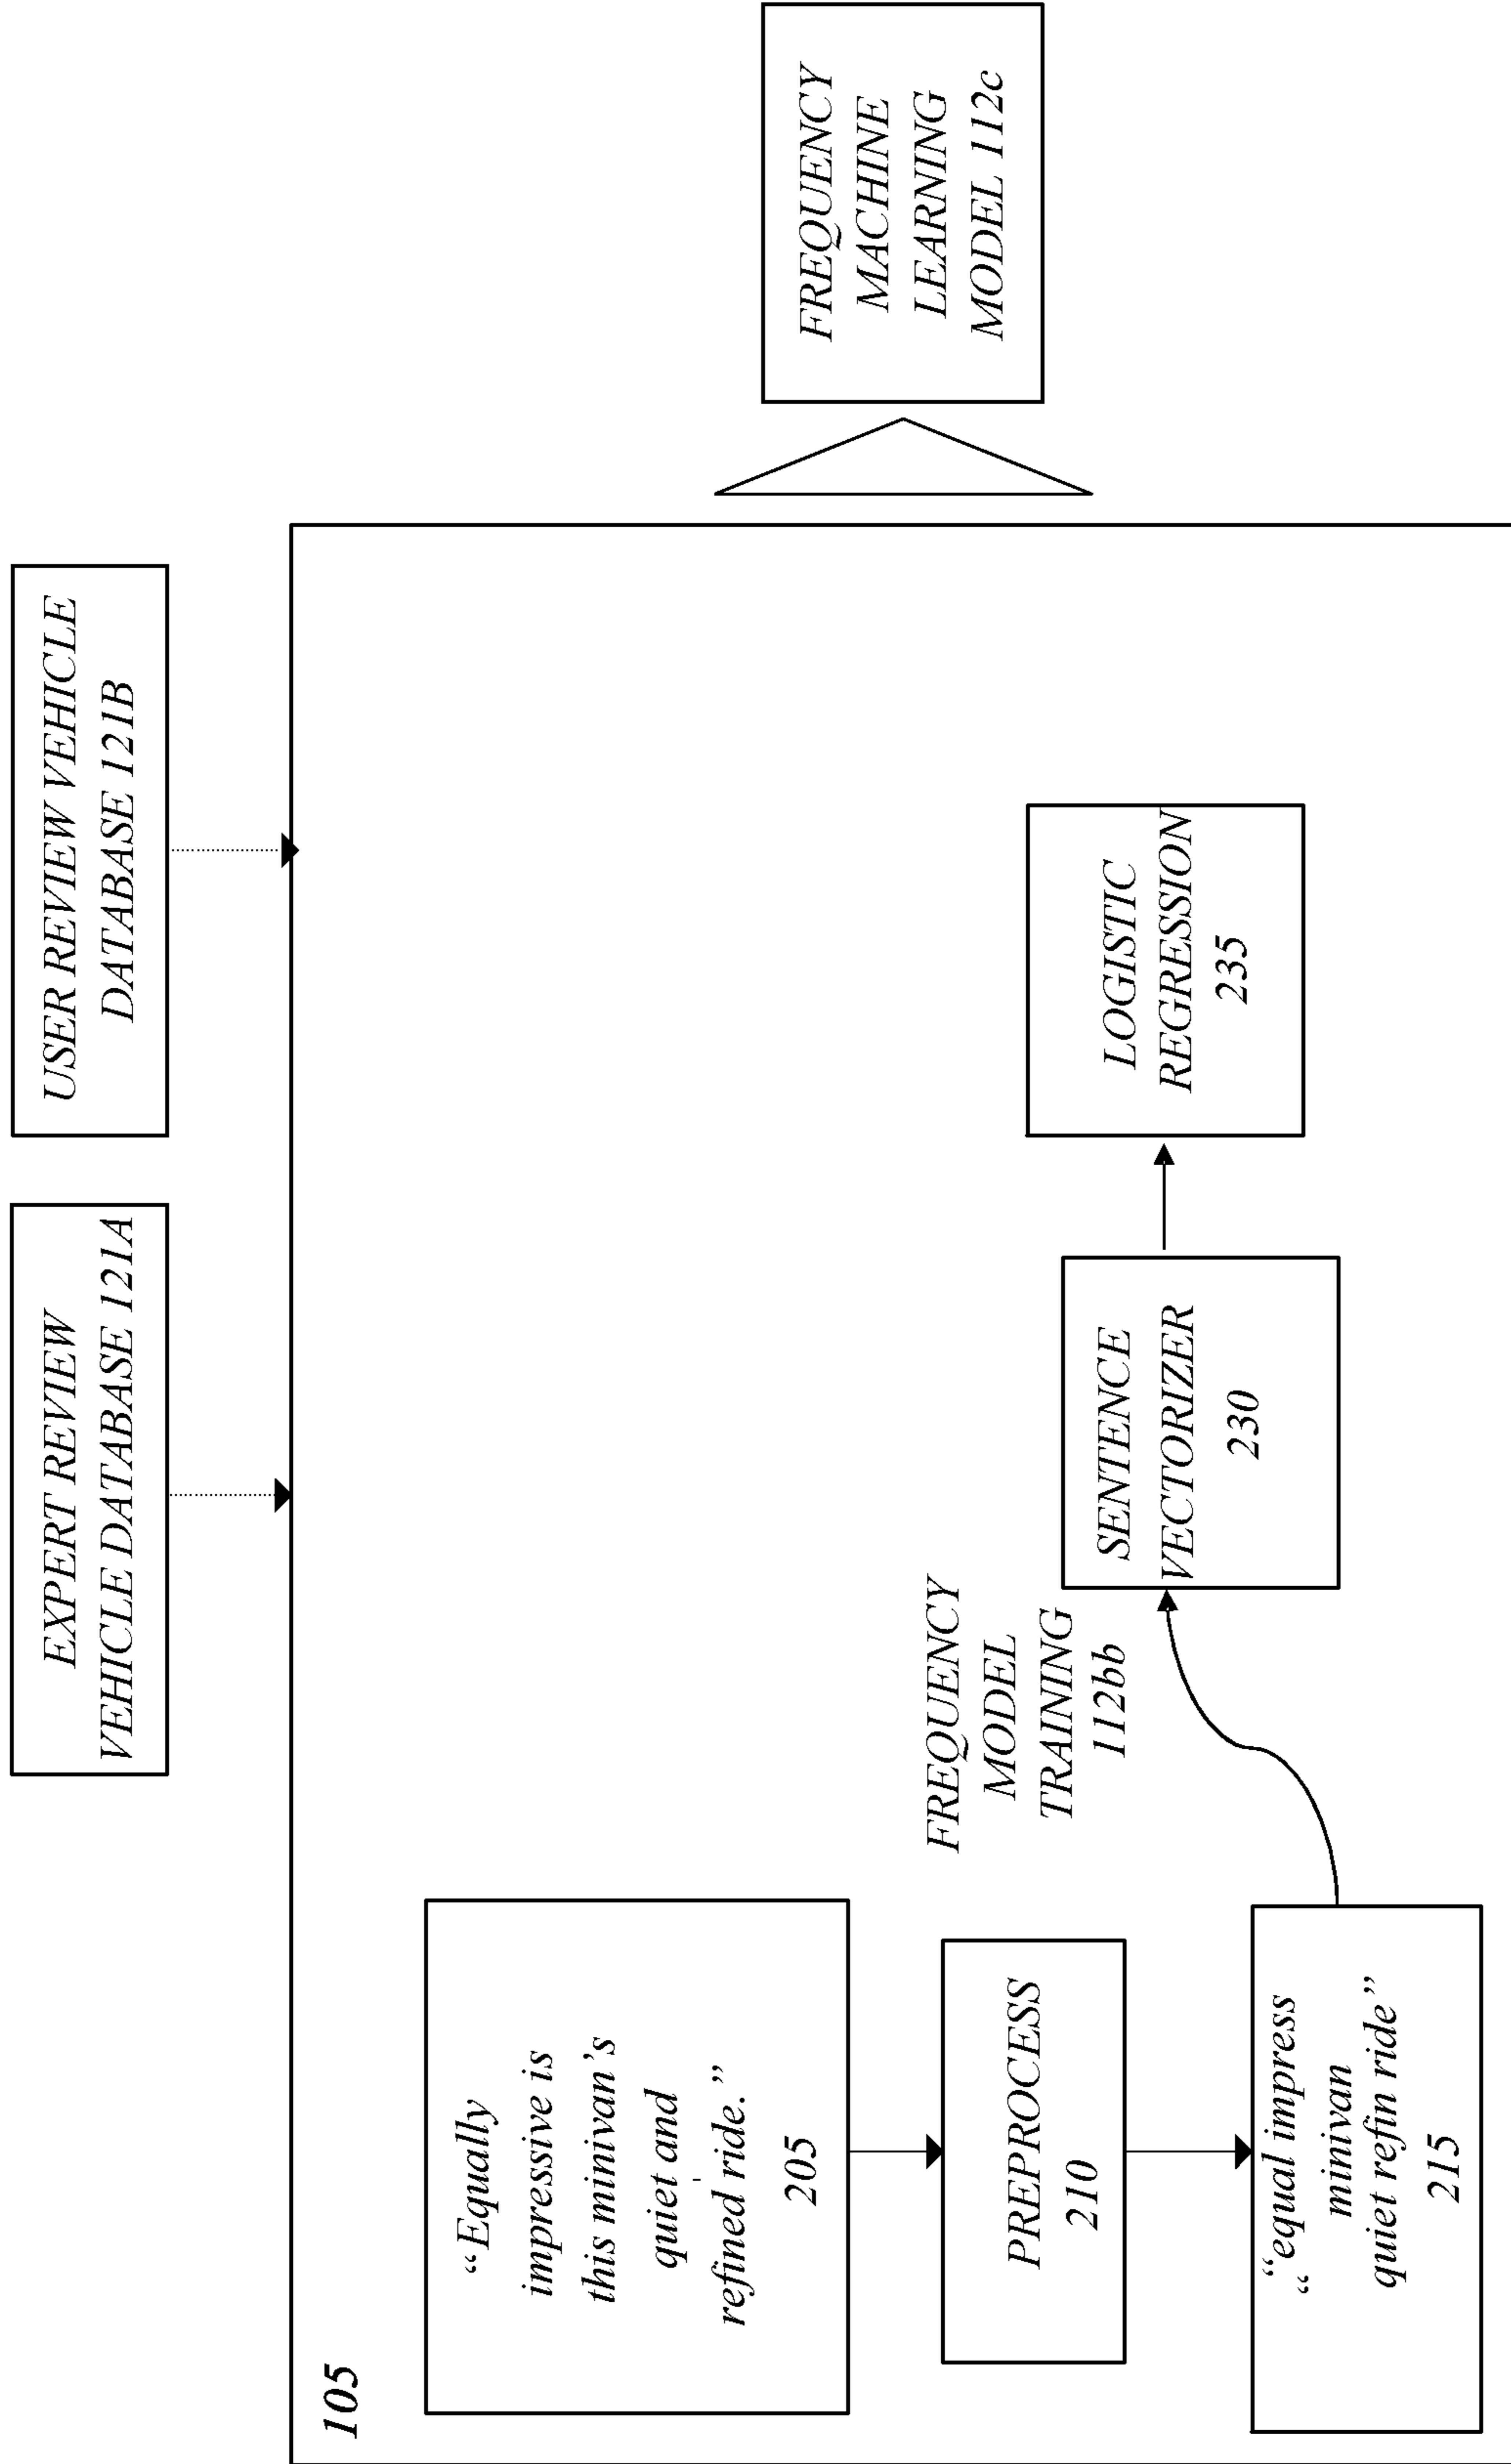 EXPERT REVIEW
VEHICLE DATABASE 121A
USER REVIEW VEHICLE
DATABASE 121B
105
“Equally
impressive is
this minivan’s
quiet and
refined ride.”
205
PREPROCESS
210
“equal impress
“
minivan
quiet refin ride”
215
FREQUENCY
MODEL
TRAINING
112bb
SENTENCE
VECTORIZER
230
LOGISTIC
REGRESSION
235
FREQUENCY
MACHINE
LEARNING
MODEL 112c